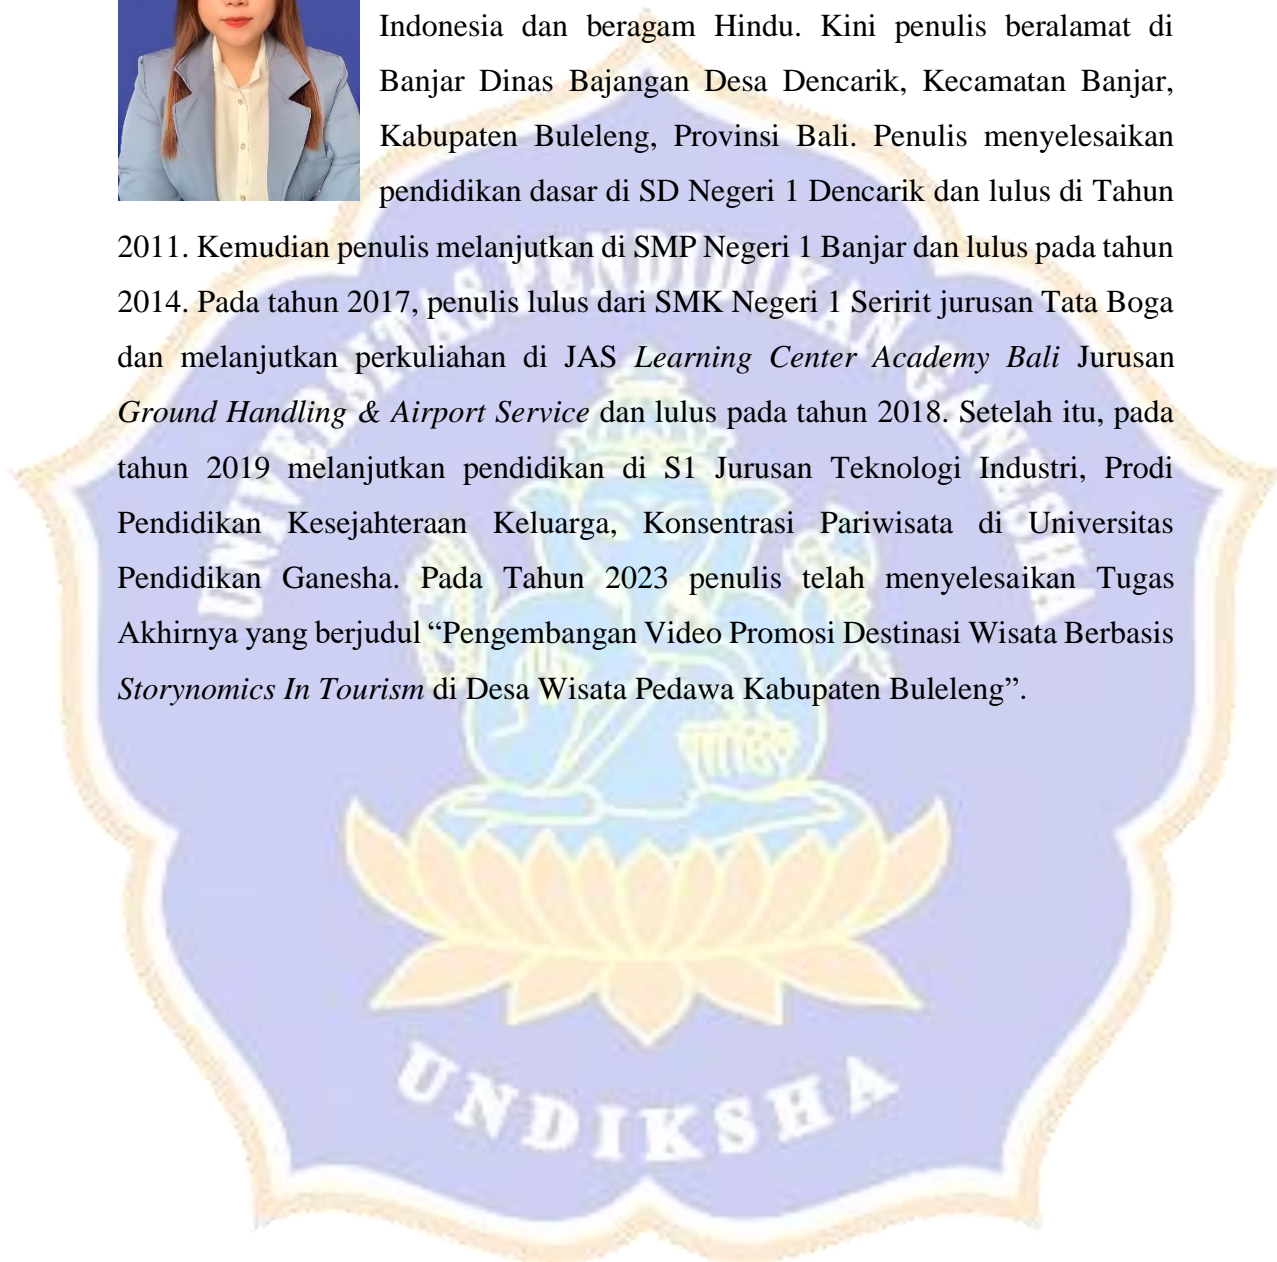 Indonesia dan beragam Hindu. Kini penulis beralamat di
Banjar Dinas Bajangan Desa Dencarik, Kecamatan Banjar,
Kabupaten Buleleng, Provinsi Bali. Penulis menyelesaikan
pendidikan dasar di SD Negeri 1 Dencarik dan lulus di Tahun
2011. Kemudian penulis melanjutkan di SMP Negeri 1 Banjar dan lulus pada tahun
2014. Pada tahun 2017, penulis lulus dari SMK Negeri 1 Seririt jurusan Tata Boga
dan melanjutkan perkuliahan di JAS Learning Center Academy Bali Jurusan
Ground Handling & Airport Service dan lulus pada tahun 2018. Setelah itu, pada
tahun 2019 melanjutkan pendidikan di S1 Jurusan Teknologi Industri, Prodi
Pendidikan Kesejahteraan Keluarga, Konsentrasi Pariwisata di Universitas
Pendidikan Ganesha. Pada Tahun 2023 penulis telah menyelesaikan Tugas
Akhirnya yang berjudul “Pengembangan Video Promosi Destinasi Wisata Berbasis
Storynomics In Tourism di Desa Wisata Pedawa Kabupaten Buleleng”.
UNIVERSITAS PENDIDIKAN GANESHA
UNDIKSHA